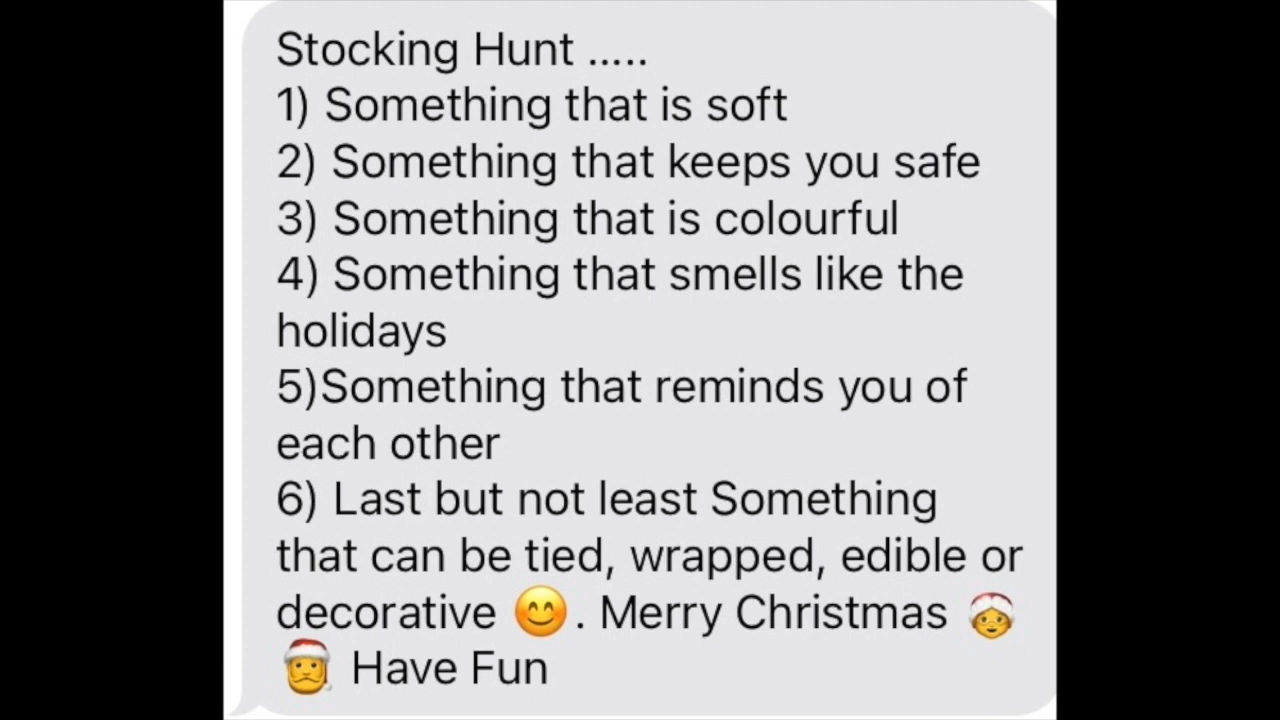 Stocking Hunt .....
1) Something that is soft
2) Something that keeps you safe
3) Something that is colourful
4) Something that smells like the
holidays
5)Something that reminds you of
each other
6) Last but not least Something
that can be tied, wrapped, edible or
decorative 😊. Merry Christmas 🤶
🎅 Have Fun